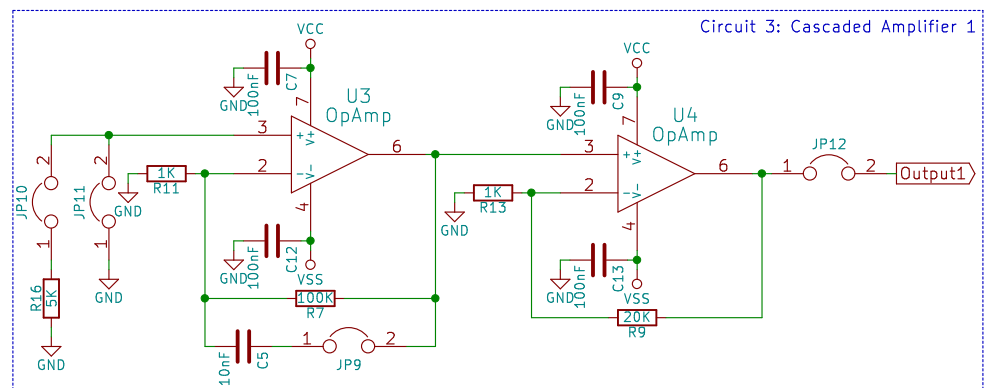 Circuit 3: Cascaded Amplifier 1
VCC
100nF
C7
GND
7
U3
OpAmp
3
+
V+
2
-
V-
6
4
1K
R11
GND
2
JP10
1
2
JP11
1
GND
R16
5K
GND
GND
100nF
C12
VSS
100K
R7
10nF
C5
1
2
JP9
VCC
100nF
C9
GND
7
U4
OpAmp
3
+
V+
2
-
V-
6
4
1K
R13
GND
GND
100nF
C13
VSS
20K
R9
JP12
1
2
Output1